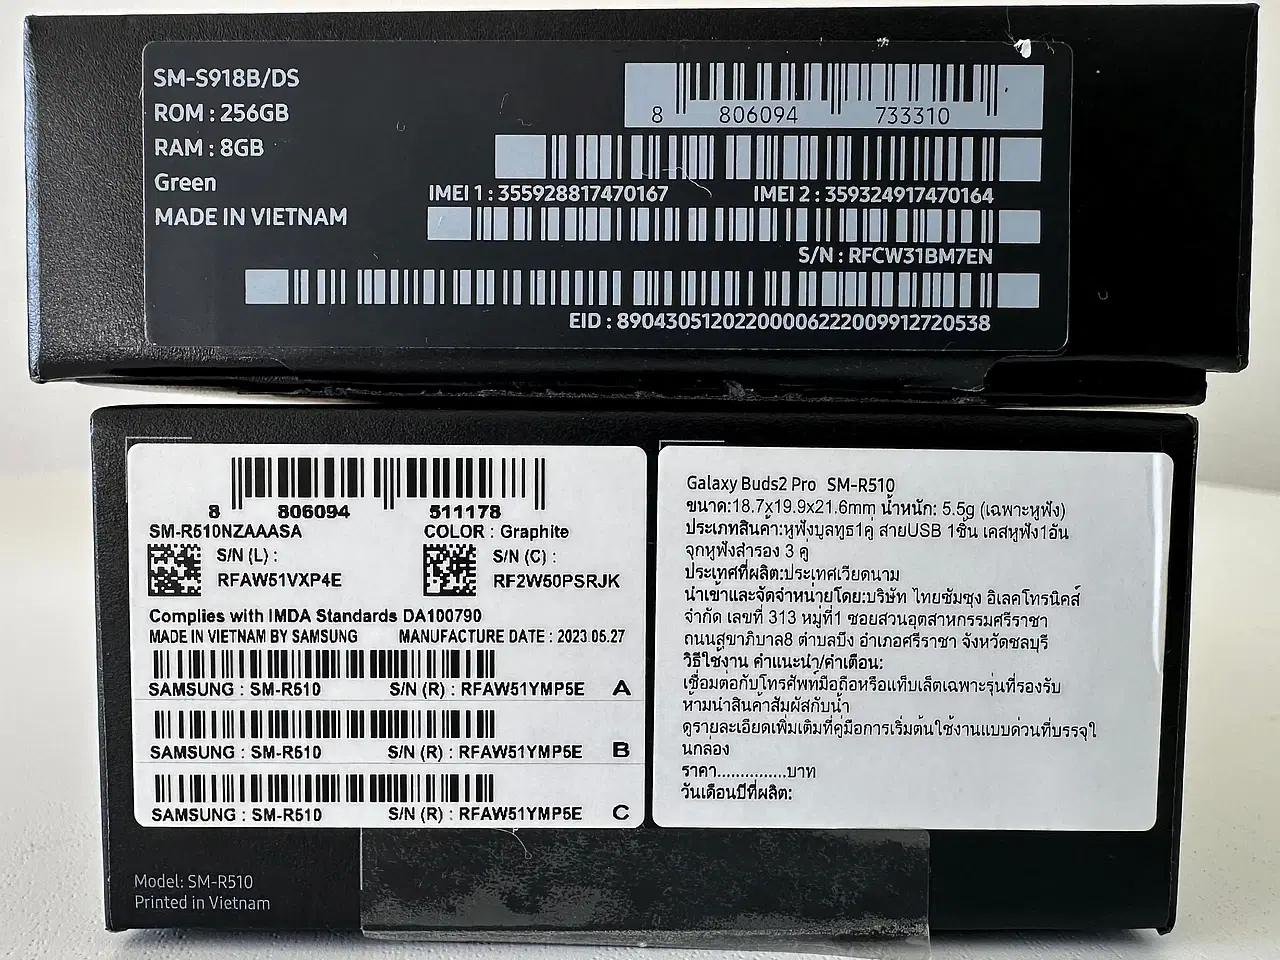 SM-S918B/DS
ROM : 256GB
RAM : 8GB
Green
MADE IN VIETNAM
8 806094 733310
IMEI 1 : 355928817470167 IMEI 2 : 359324917470164
S/N : RFCW31BM7EN
EID : 89043051202200006222009912720538
8 806094 511178
SM-R510NZAAASA COLOR : Graphite
S/N (L) : S/N (C) :
RFAW51VXP4E RF2W50PSRJK
Complies with IMDA Standards DA100790
MADE IN VIETNAM BY SAMSUNG MANUFACTURE DATE : 2023.05.27
SAMSUNG : SM-R510 S/N (R) : RFAW51YMP5E A
SAMSUNG : SM-R510 S/N (R) : RFAW51YMP5E B
SAMSUNG : SM-R510 S/N (R) : RFAW51YMP5E C
Model: SM-R510
Printed in Vietnam
Galaxy Buds2 Pro SM-R510
ขนาด:18.7x19.9x21.6mm น้ำหนัก: 5.5g (เฉพาะหูฟัง)
ประเภทสินค้า:หูฟังบูลทูธ1คู่ สายUSB 1ชิ้น เคสหูฟัง1อัน
จุกหูฟังสำรอง 3 คู่
ประเทศที่ผลิต:ประเทศเวียดนาม
นำเข้าและจัดจำหน่ายโดย:บริษัท ไทยซัมซุง อิเลคโทรนิคส์
จำกัด เลขที่ 313 หมู่ที่1 ซอยสวนอุตสาหกรรมศรีราชา
ถนนสุขาภิบาล8 ตำบลบึง อำเภอศรีราชา จังหวัดชลบุรี
วิธีใช้งาน คำแนะนำ/คำเตือน:
เชื่อมต่อกับโทรศัพท์มือถือหรือแท็บเล็ตเฉพาะรุ่นที่รองรับ
ห้ามนำสินค้าสัมผัสกับน้ำ
ดูรายละเอียดเพิ่มเติมที่คู่มือการเริ่มต้นใช้งานแบบด่วนที่บรรจุใ
นกล่อง
ราคา...............บาท
วันเดือนปีที่ผลิต: